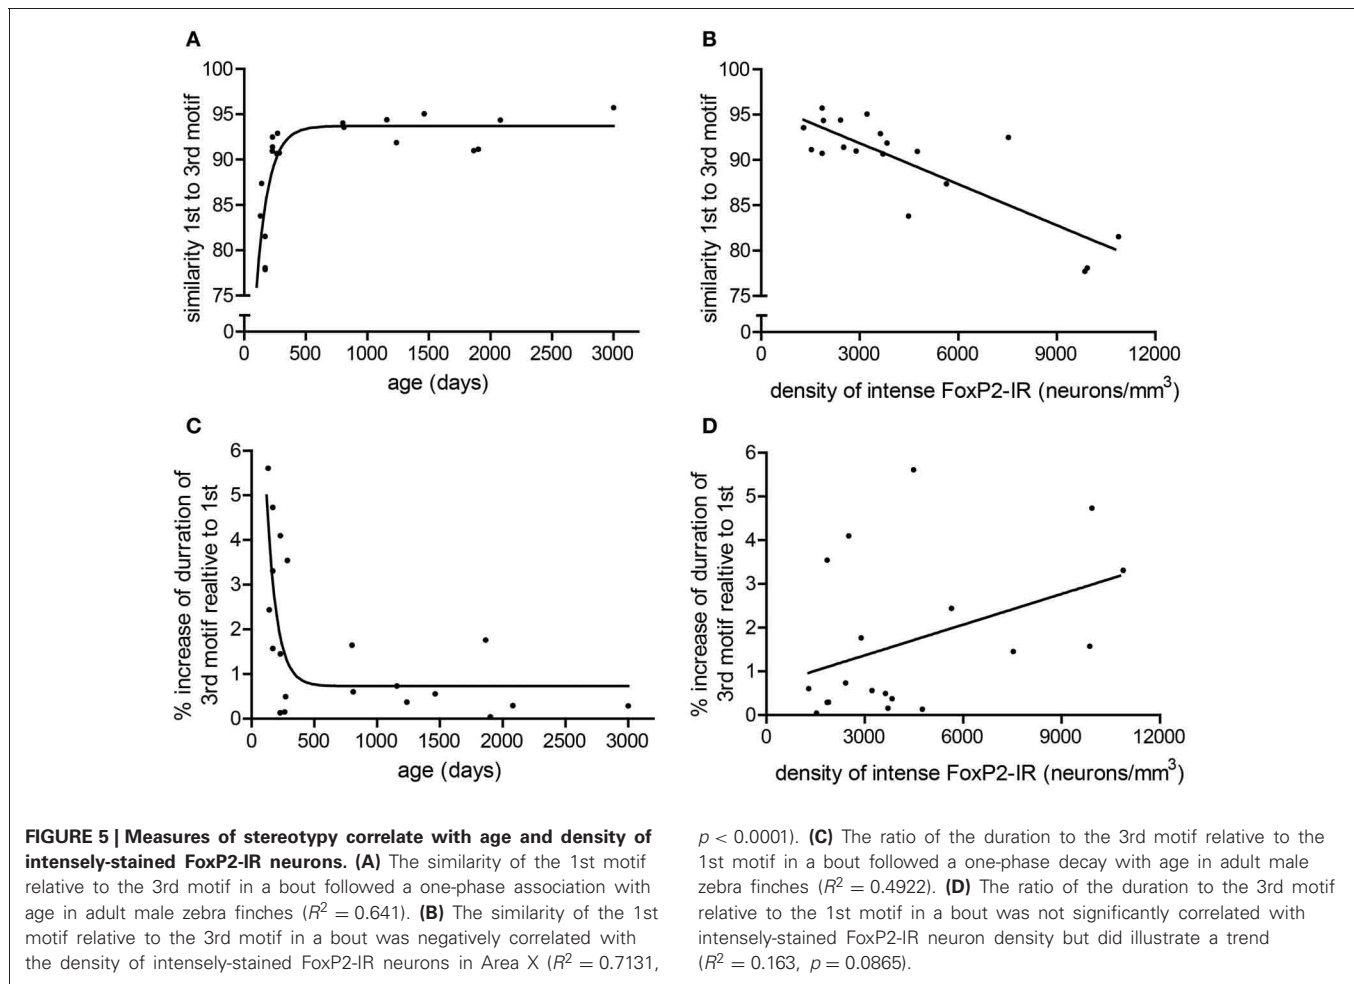 A
100
95
90
85
80
75
0
similarity 1st to 3rd motif
0 500 1000 1500 2000 2500 3000
age (days)
B
100
95
90
85
80
75
0
similarity 1st to 3rd motif
0 3000 6000 9000 12000
density of intense FoxP2-IR (neurons/mm³)
C
6
5
4
3
2
1
0
% increase of durration of
3rd motif realtive to 1st
0 500 1000 1500 2000 2500 3000
age (days)
D
6
5
4
3
2
1
0
% increase of durration of
3rd motif realtive to 1st
0 3000 6000 9000 12000
density of intense FoxP2-IR (neurons/mm³)
FIGURE 5 | Measures of stereotypy correlate with age and density of
intensely-stained FoxP2-IR neurons. (A) The similarity of the 1st motif
relative to the 3rd motif in a bout followed a one-phase association with
age in adult male zebra finches (R² = 0.641). (B) The similarity of the 1st
motif relative to the 3rd motif in a bout was negatively correlated with
the density of intensely-stained FoxP2-IR neurons in Area X (R² = 0.7131,
p < 0.0001). (C) The ratio of the duration to the 3rd motif relative to the
1st motif in a bout followed a one-phase decay with age in adult male
zebra finches (R² = 0.4922). (D) The ratio of the duration to the 3rd motif
relative to the 1st motif in a bout was not significantly correlated with
intensely-stained FoxP2-IR neuron density but did illustrate a trend
(R² = 0.163, p = 0.0865).